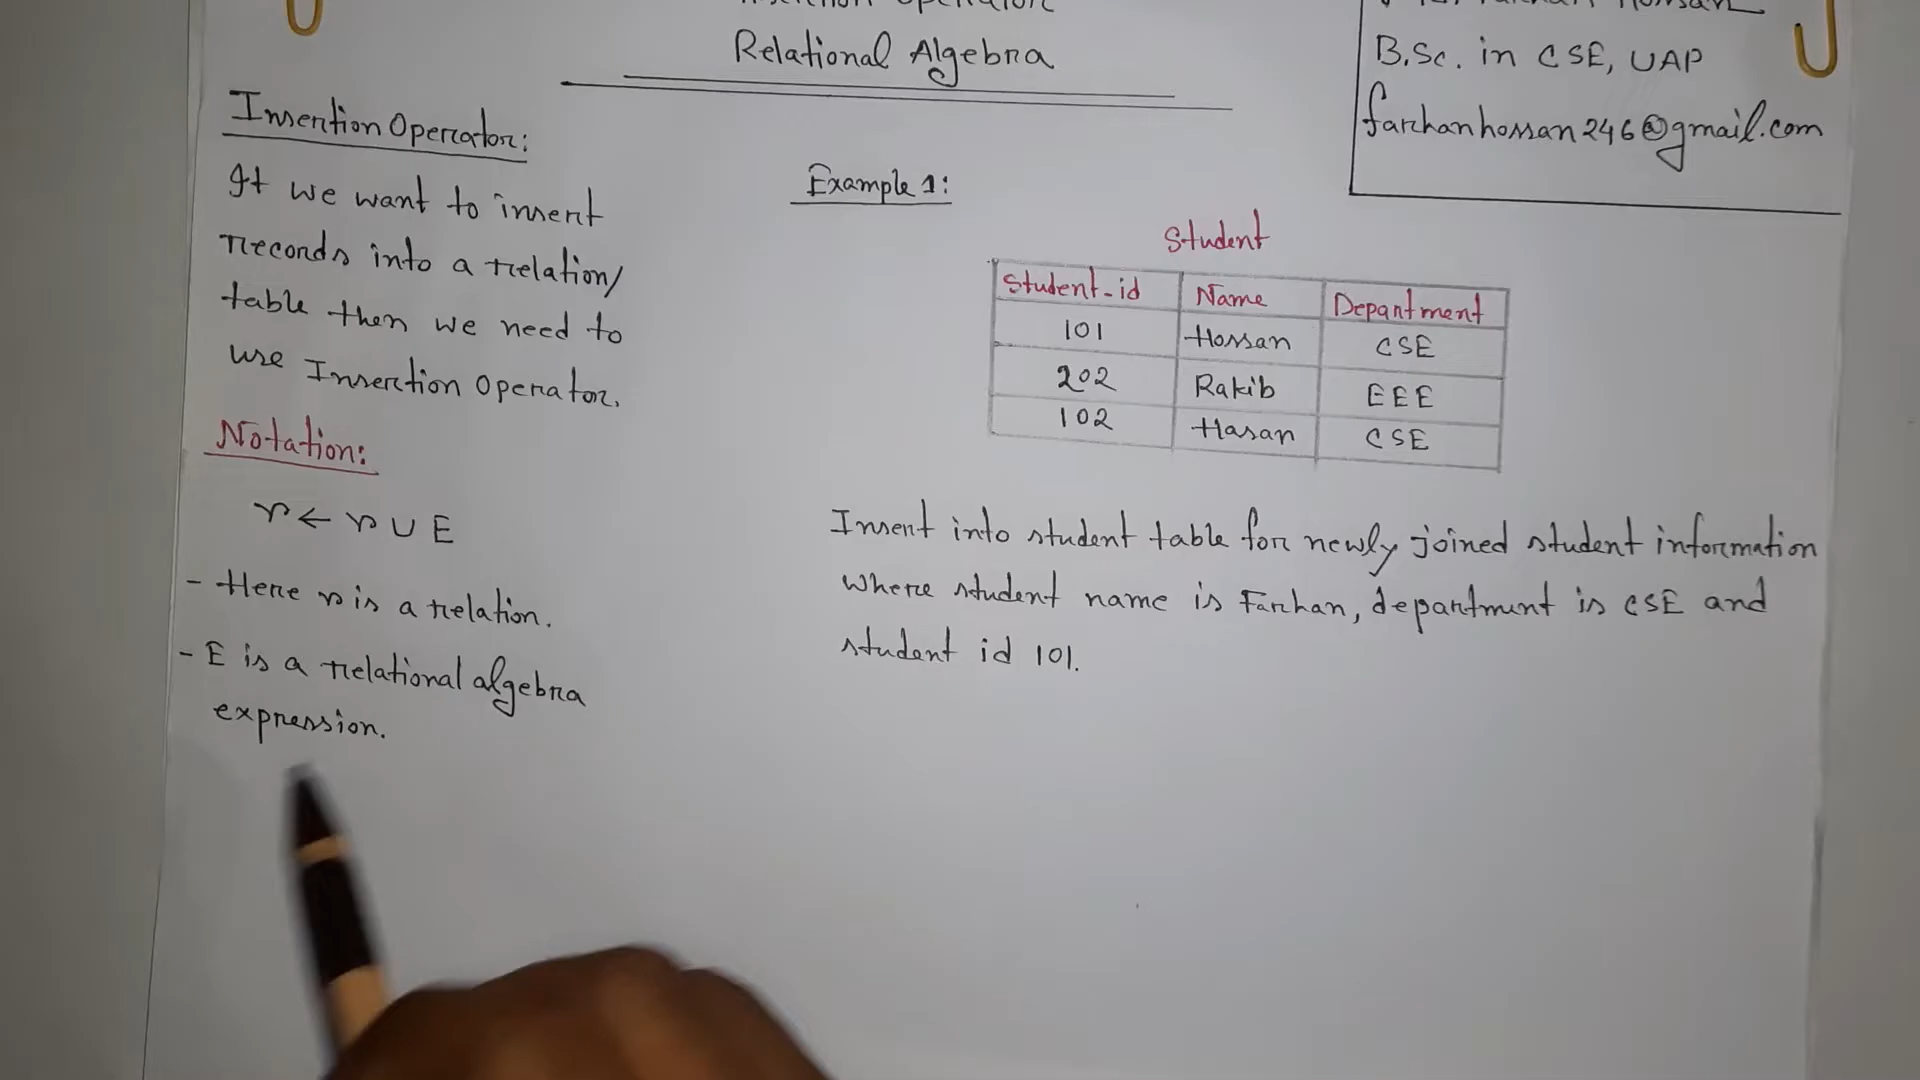 Relational Algebra
B.Sc. in CSE, UAP
farhanhossan246@gmail.com
Insertion Operator:
If we want to insert
records into a relation/
table then we need to
use Insertion Operator.
Notation:
r ← r ∪ E
- Here r is a relation.
- E is a relational algebra
expression.
Example 1:
Student
Student-id Name Department
101 Hossan CSE
202 Rakib EEE
102 Hasan CSE
Insert into student table for newly joined student information
where student name is Farhan, department is CSE and
student id 101.